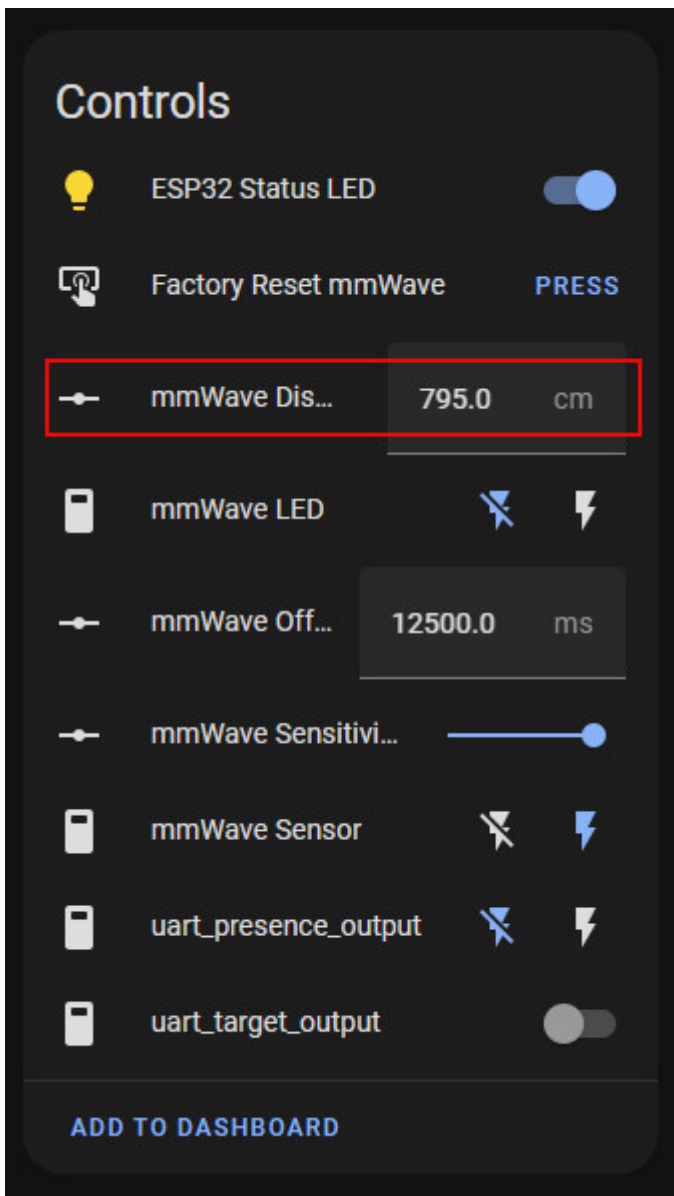 Controls
ESP32 Status LED
Factory Reset mmWave PRESS
mmWave Dis... 795.0 cm
mmWave LED
mmWave Off... 12500.0 ms
mmWave Sensitivi...
mmWave Sensor
uart_presence_output
uart_target_output
ADD TO DASHBOARD